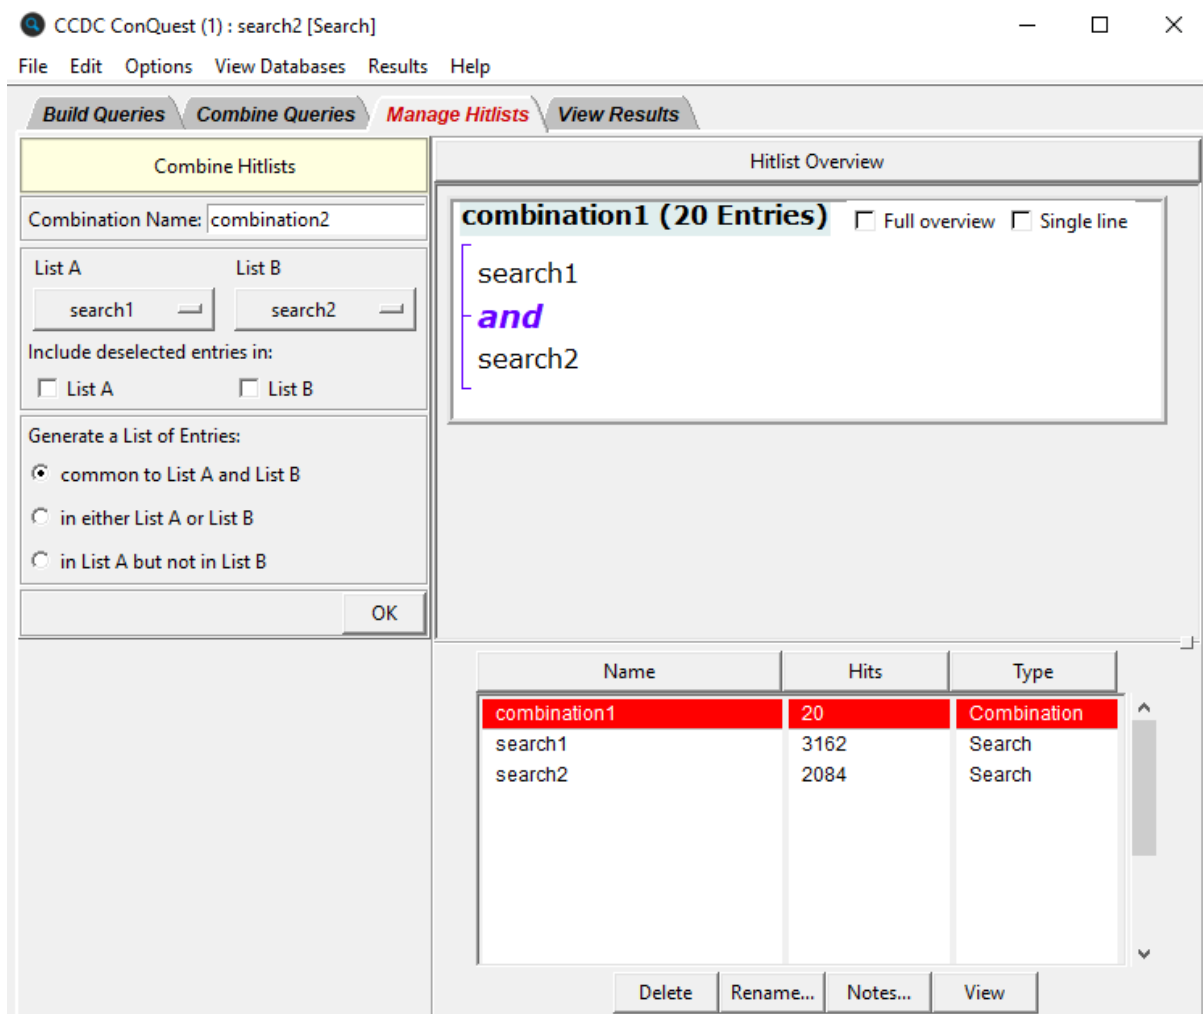 CCDC ConQuest (1) : search2 [Search]
File Edit Options View Databases Results Help
Build Queries Combine Queries Manage Hitlists View Results
Combine Hitlists
Combination Name: combination2
List A List B
search1 search2
Include deselected entries in:
List A List B
Generate a List of Entries:
common to List A and List B
in either List A or List B
in List A but not in List B
OK
Hitlist Overview
combination1 (20 Entries) Full overview Single line
search1
and
search2
Name Hits Type
combination1 20 Combination
search1 3162 Search
search2 2084 Search
Delete Rename... Notes... View